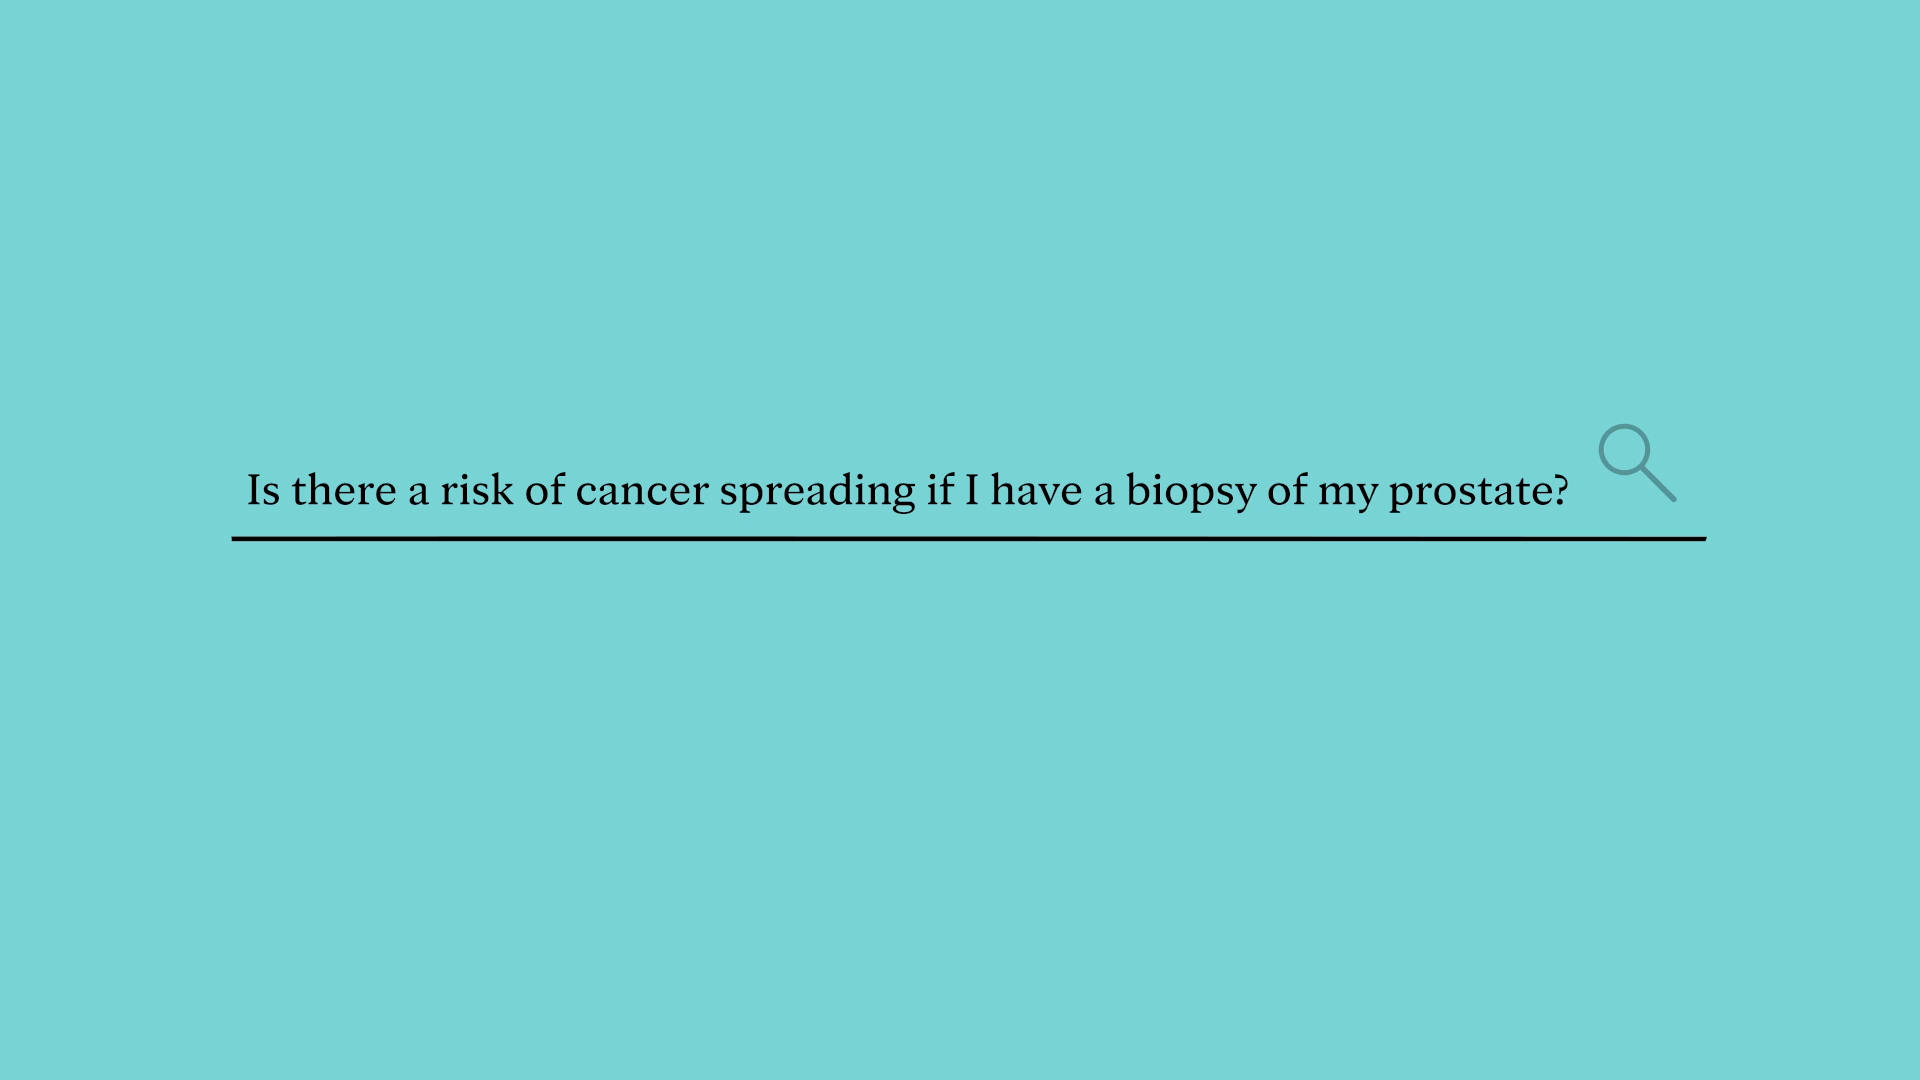 Is there a risk of cancer spreading if I have a biopsy of my prostate?